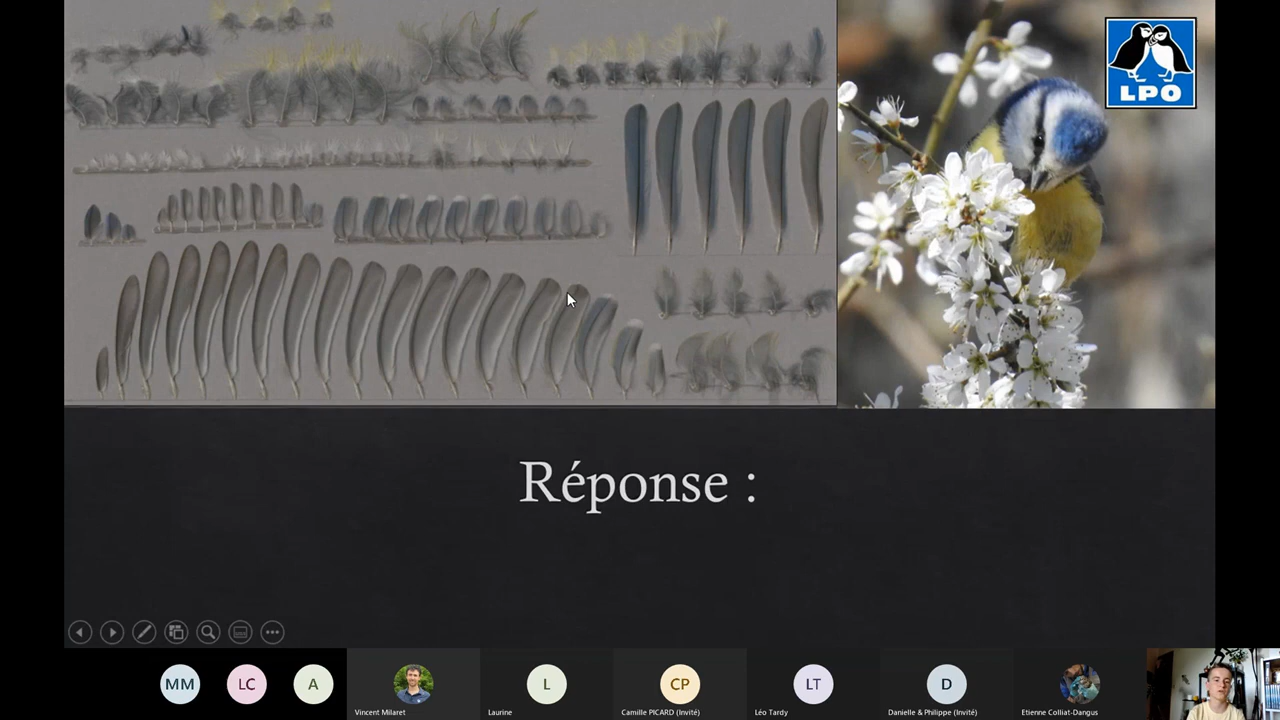 LPO
Réponse :
MM
LC
A
Vincent Milaret
L
Laurine
CP
Camille PICARD (Invité)
LT
Léo Tardy
D
Danielle & Philippe (Invité)
Etienne Colliat-Dangus